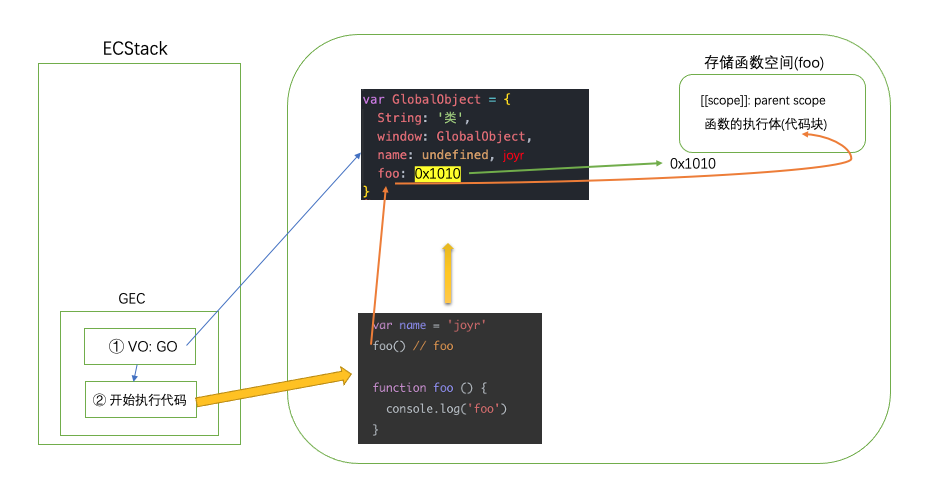 ECStack
存储函数空间(foo)
[[scope]]: parent scope
函数的执行体(代码块)
0x1010
var GlobalObject = {
String: '类',
window: GlobalObject,
name: undefined, joyr
foo: 0x1010
}
GEC
① VO: GO
② 开始执行代码
var name = 'joyr'
foo() // foo
function foo () {
console.log('foo')
}